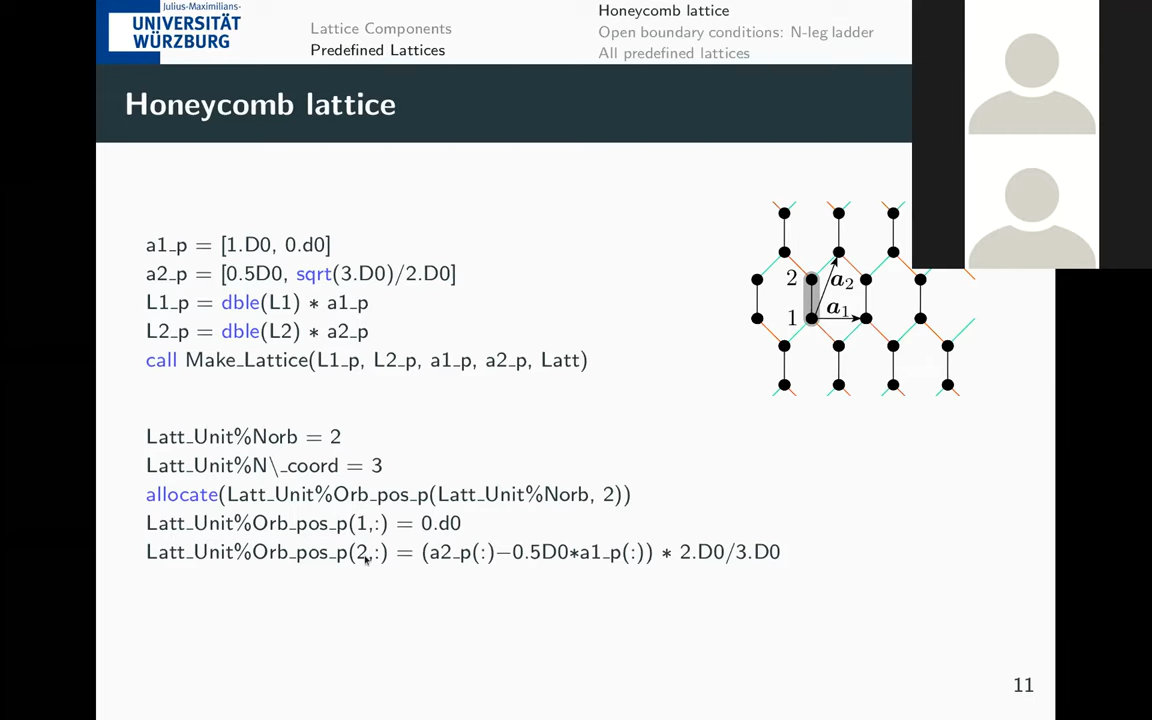 Julius-Maximilians-
UNIVERSITÄT
WÜRZBURG
Lattice Components
Predefined Lattices
Honeycomb lattice
Open boundary conditions: N-leg ladder
All predefined lattices
Honeycomb lattice
a1_p = [1.D0, 0.d0]
a2_p = [0.5D0, sqrt(3.D0)/2.D0]
L1_p = dble(L1) * a1_p
L2_p = dble(L2) * a2_p
call Make_Lattice(L1_p, L2_p, a1_p, a2_p, Latt)
2
a₂
1
a₁
Latt_Unit%Norb = 2
Latt_Unit%N\_coord = 3
allocate(Latt_Unit%Orb_pos_p(Latt_Unit%Norb, 2))
Latt_Unit%Orb_pos_p(1,:) = 0.d0
Latt_Unit%Orb_pos_p(2,:) = (a2_p(:)−0.5D0*a1_p(:)) * 2.D0/3.D0
11